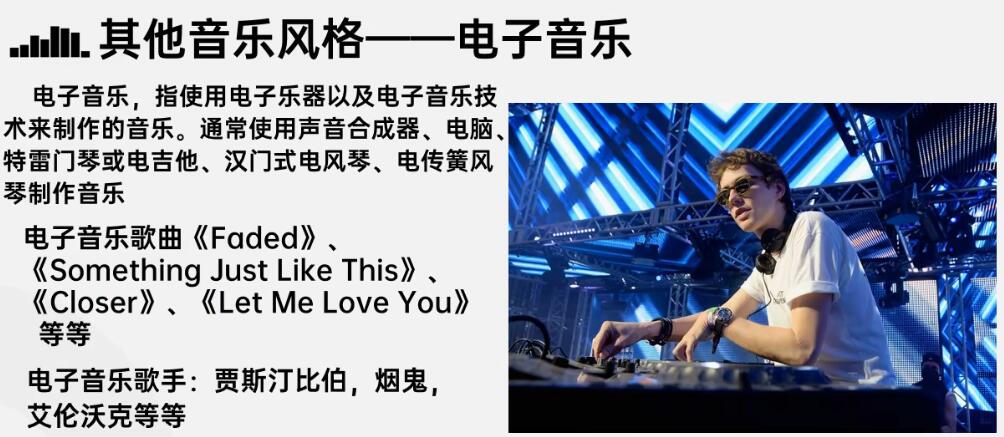 其他音乐风格——电子音乐
电子音乐，指使用电子乐器以及电子音乐技
术来制作的音乐。通常使用声音合成器、电脑、
特雷门琴或电吉他、汉门式电风琴、电传簧风
琴制作音乐
电子音乐歌曲《Faded》、
《Something Just Like This》、
《Closer》、《Let Me Love You》
等等
电子音乐歌手：贾斯汀比伯，烟鬼，
艾伦沃克等等